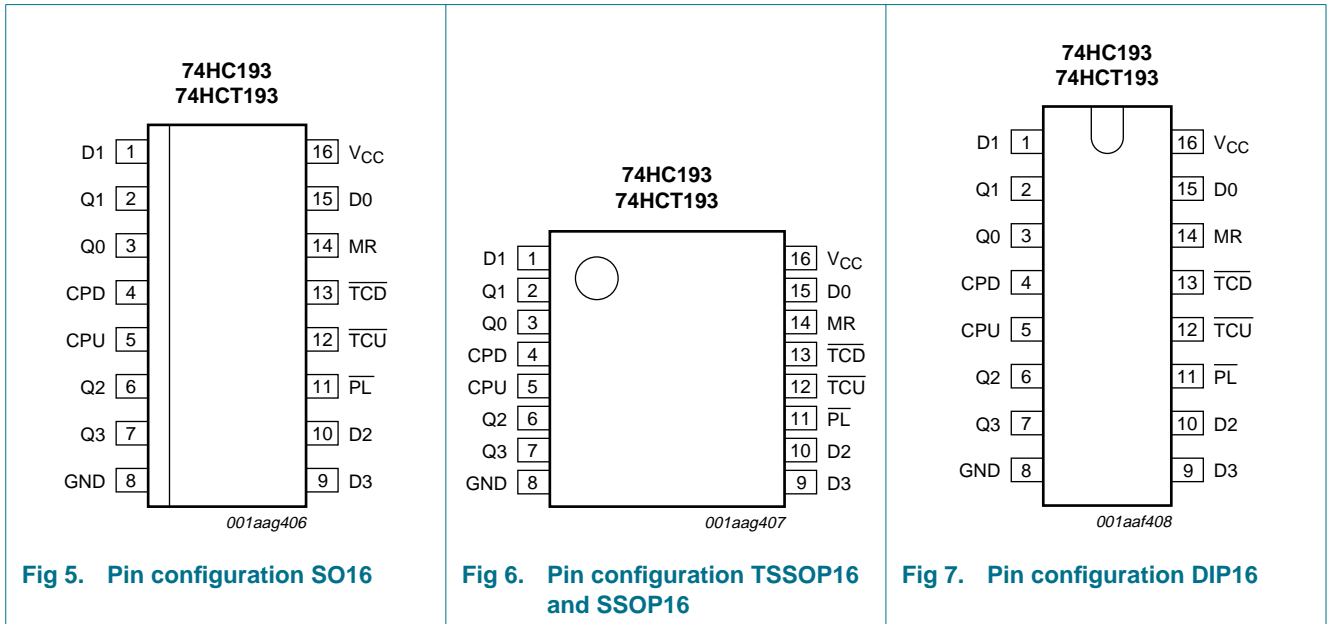 74HC193
74HCT193
D1 1 16 VCC
Q1 2 15 D0
Q0 3 14 MR
CPD 4 13 TCD
CPU 5 12 TCU
Q2 6 11 PL
Q3 7 10 D2
GND 8 9 D3
001aag406
Fig 5. Pin configuration SO16
74HC193
74HCT193
D1 1 16 VCC
Q1 2 15 D0
Q0 3 14 MR
CPD 4 13 TCD
CPU 5 12 TCU
Q2 6 11 PL
Q3 7 10 D2
GND 8 9 D3
001aag407
Fig 6. Pin configuration TSSOP16
and SSOP16
74HC193
74HCT193
D1 1 16 VCC
Q1 2 15 D0
Q0 3 14 MR
CPD 4 13 TCD
CPU 5 12 TCU
Q2 6 11 PL
Q3 7 10 D2
GND 8 9 D3
001aaf408
Fig 7. Pin configuration DIP16